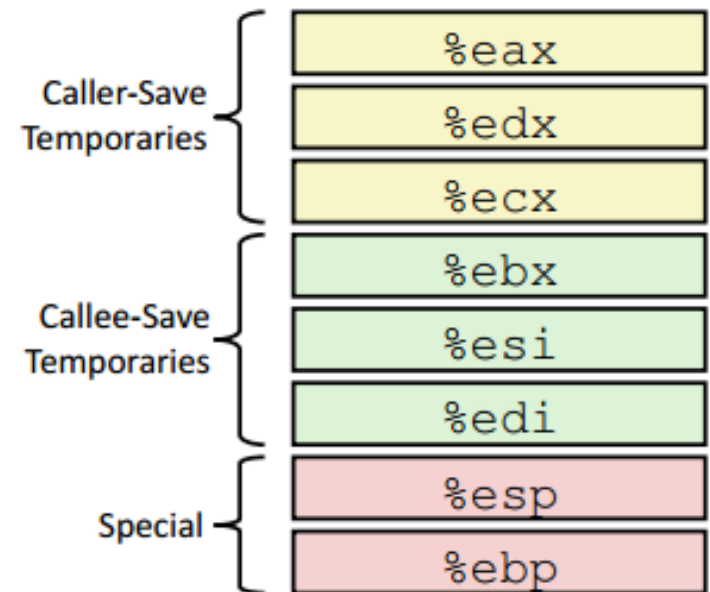 Caller-Save
Temporaries
%eax
%edx
%ecx
Callee-Save
Temporaries
%ebx
%esi
%edi
Special
%esp
%ebp